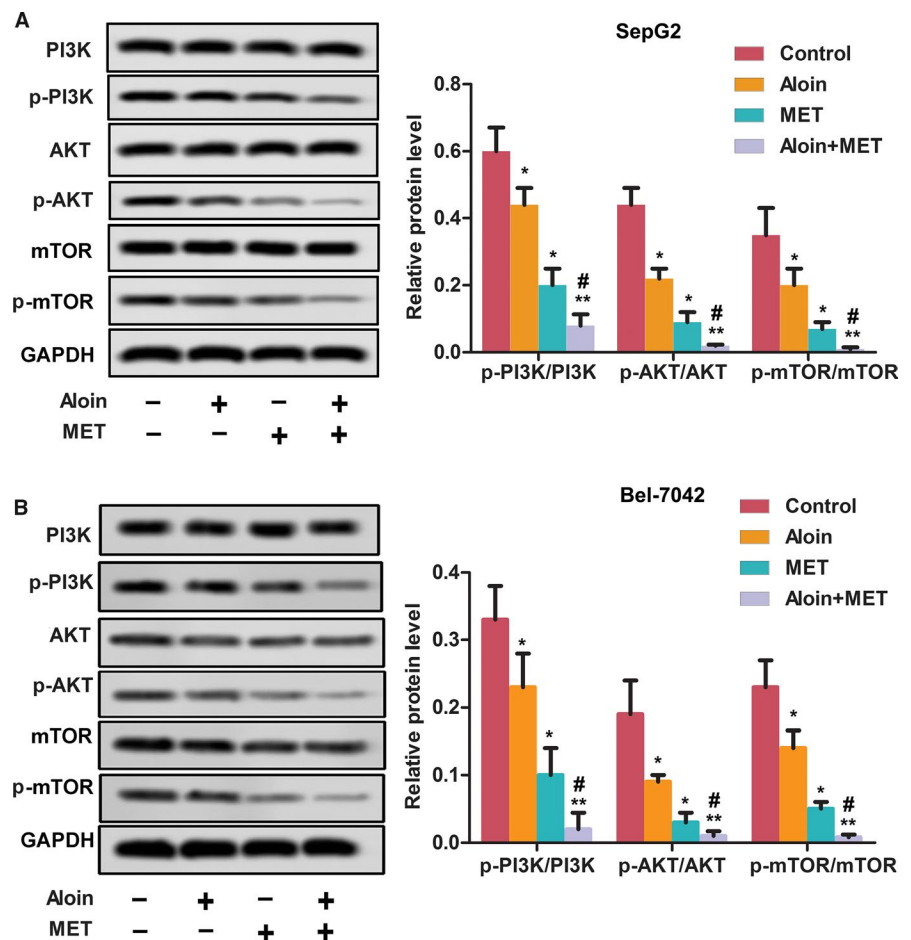 A
PI3K
p-PI3K
AKT
p-AKT
mTOR
p-mTOR
GAPDH
Aloin − + − +
MET − − + +
SepG2
Control
Aloin
MET
Aloin+MET
Relative protein level
0.8
0.6
0.4
0.2
0.0
* * # **
* * # **
* * # **
p-PI3K/PI3K p-AKT/AKT p-mTOR/mTOR
B
PI3K
p-PI3K
AKT
p-AKT
mTOR
p-mTOR
GAPDH
Aloin − + − +
MET − − + +
Bel-7042
Control
Aloin
MET
Aloin+MET
Relative protein level
0.4
0.3
0.2
0.1
0.0
* * # **
* * # **
* * # **
p-PI3K/PI3K p-AKT/AKT p-mTOR/mTOR